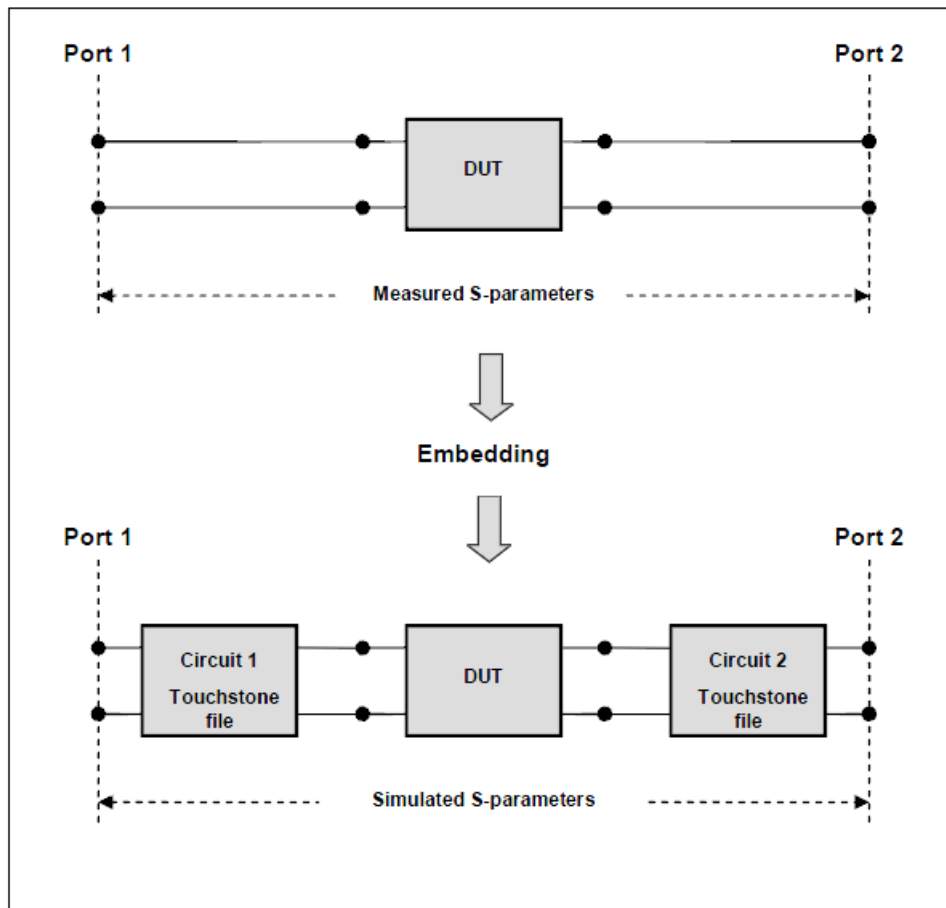 Port 1
Port 2
DUT
Measured S-parameters
Embedding
Port 1
Port 2
Circuit 1
Touchstone
file
DUT
Circuit 2
Touchstone
file
Simulated S-parameters